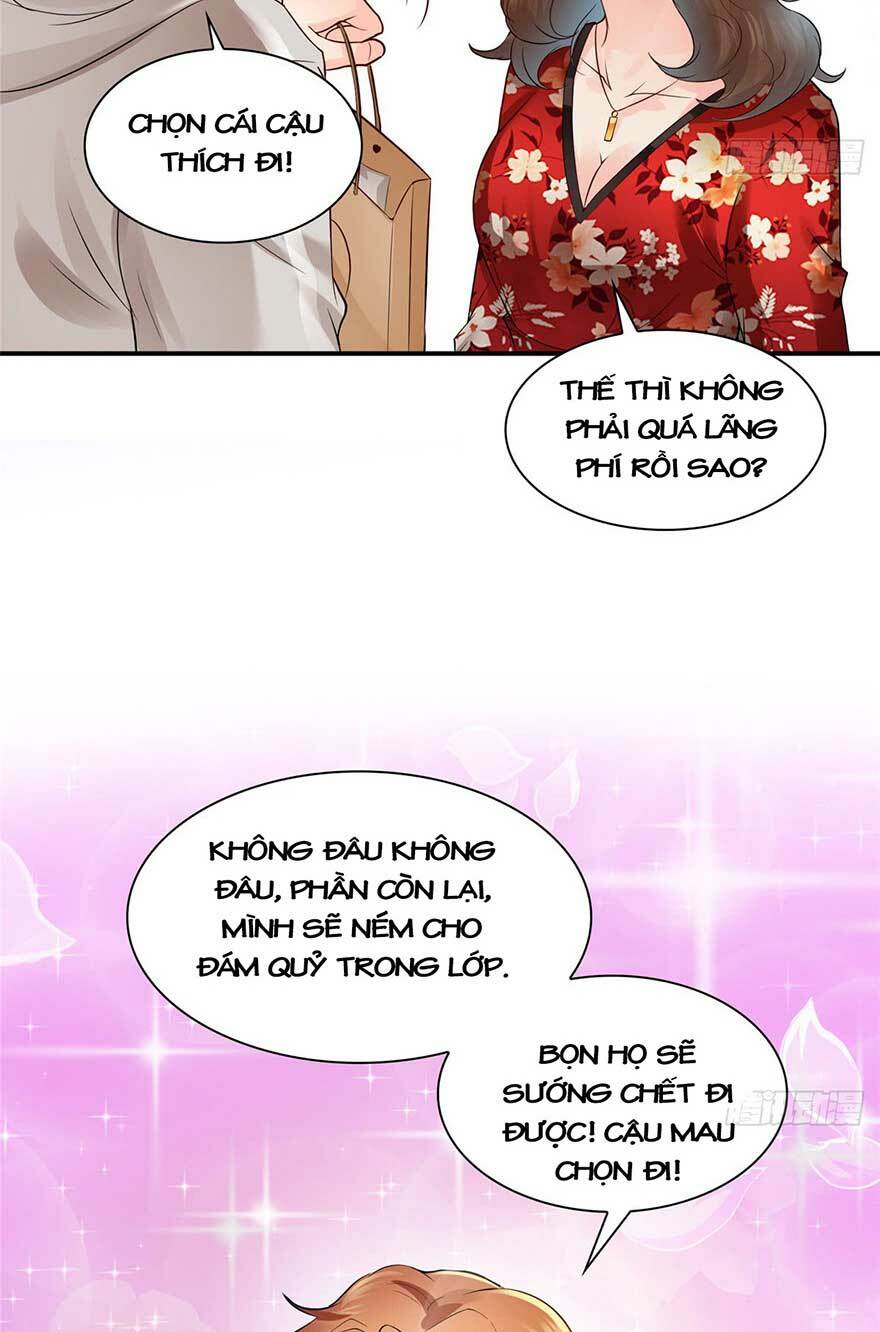 CHỌN CÁI CẬU
THÍCH ĐI!
THẾ THÌ KHÔNG
PHẢI QUÁ LÃNG
PHÍ RỒI SAO?
KHÔNG ĐÂU KHÔNG
ĐÂU, PHẦN CÒN LẠI,
MÌNH SẼ NÉM CHO
ĐÁM QUỶ TRONG LỚP.
BỌN HỌ SẼ
SƯỚNG CHẾT ĐI
ĐƯỢC! CẬU MAU
CHỌN ĐI!